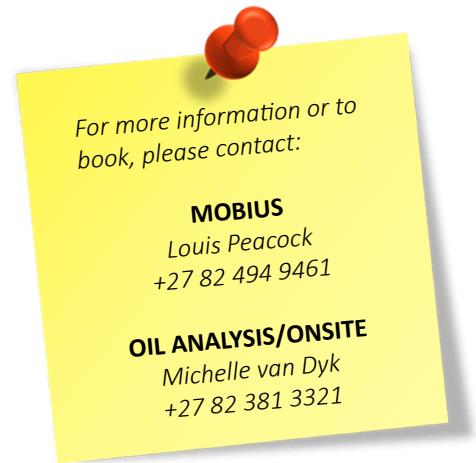 For more information or to
book, please contact:
MOBIUS
Louis Peacock
+27 82 494 9461
OIL ANALYSIS/ONSITE
Michelle van Dyk
+27 82 381 3321